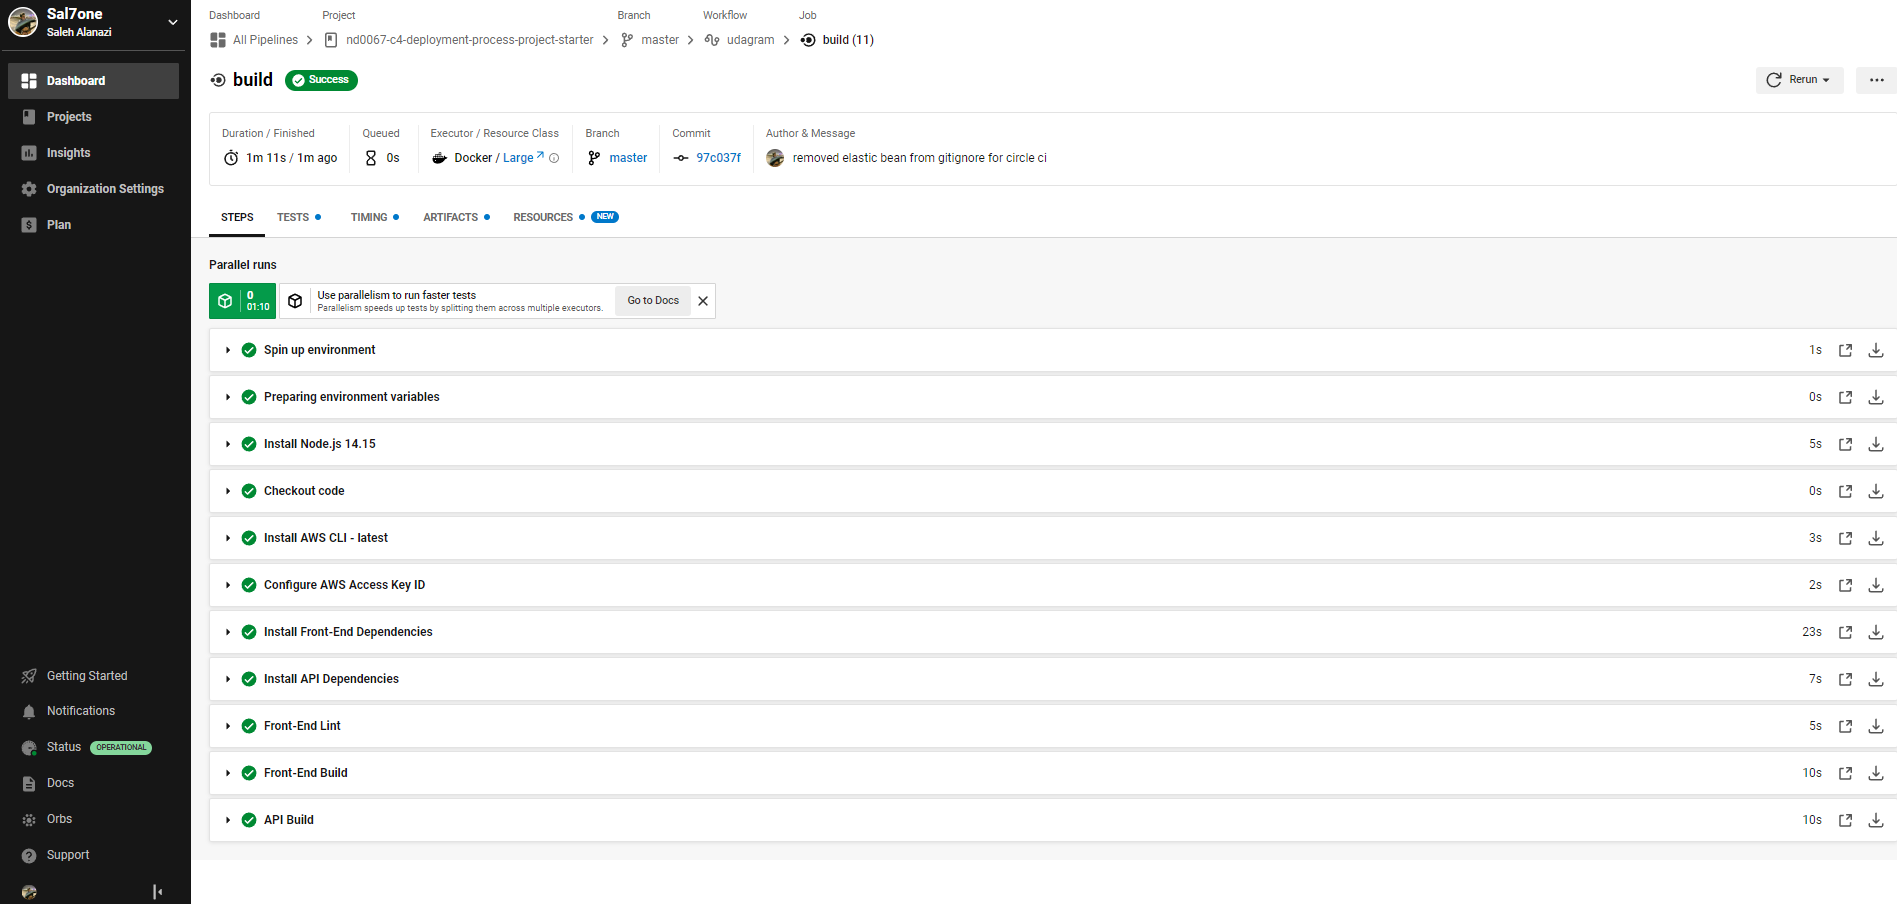 Sal7one
Saleh Alanazi
Dashboard
Projects
Insights
Organization Settings
Plan
Getting Started
Notifications
Status OPERATIONAL
Docs
Orbs
Support
Dashboard Project Branch Workflow Job
All Pipelines nd0067-c4-deployment-process-project-starter master udagram build (11)
build Success Rerun
Duration / Finished Queued Executor / Resource Class Branch Commit Author & Message
1m 11s / 1m ago 0s Docker / Large master 97c037f removed elastic bean from gitignore for circle ci
STEPS TESTS TIMING ARTIFACTS RESOURCES NEW
Parallel runs
0
01:10
Use parallelism to run faster tests
Parallelism speeds up tests by splitting them across multiple executors.
Go to Docs
Spin up environment 1s
Preparing environment variables 0s
Install Node.js 14.15 5s
Checkout code 0s
Install AWS CLI - latest 3s
Configure AWS Access Key ID 2s
Install Front-End Dependencies 23s
Install API Dependencies 7s
Front-End Lint 5s
Front-End Build 10s
API Build 10s